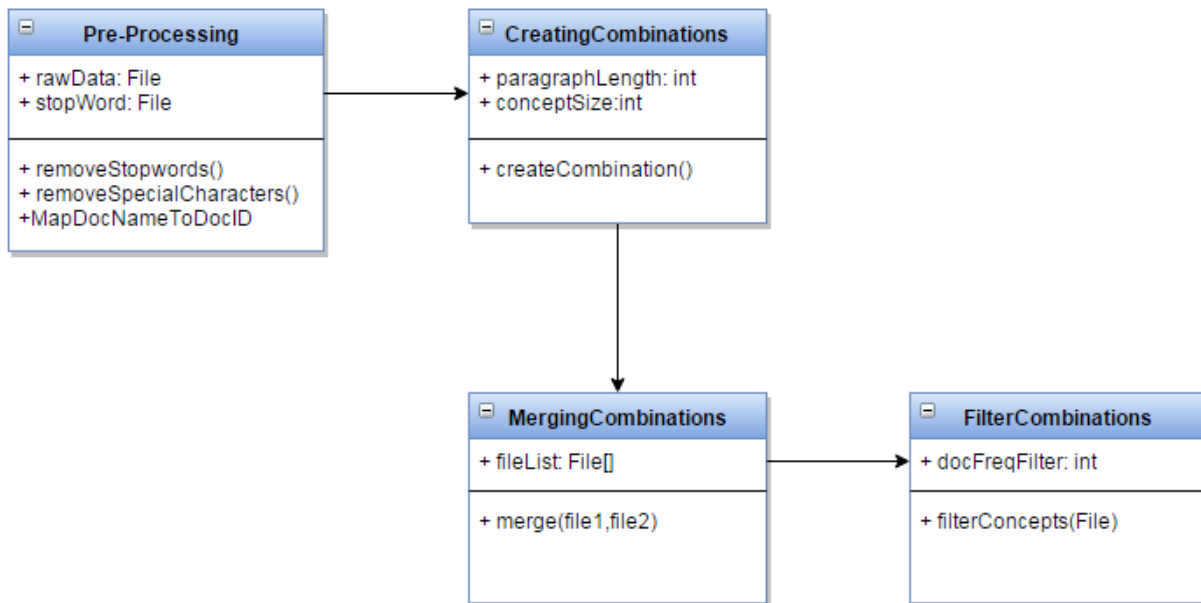 Pre-Processing
+ rawData: File
+ stopWord: File
+ removeStopwords()
+ removeSpecialCharacters()
+MapDocNameToDocID
CreatingCombinations
+ paragraphLength: int
+ conceptSize:int
+ createCombination()
MergingCombinations
+ fileList: File[]
+ merge(file1,file2)
FilterCombinations
+ docFreqFilter: int
+ filterConcepts(File)